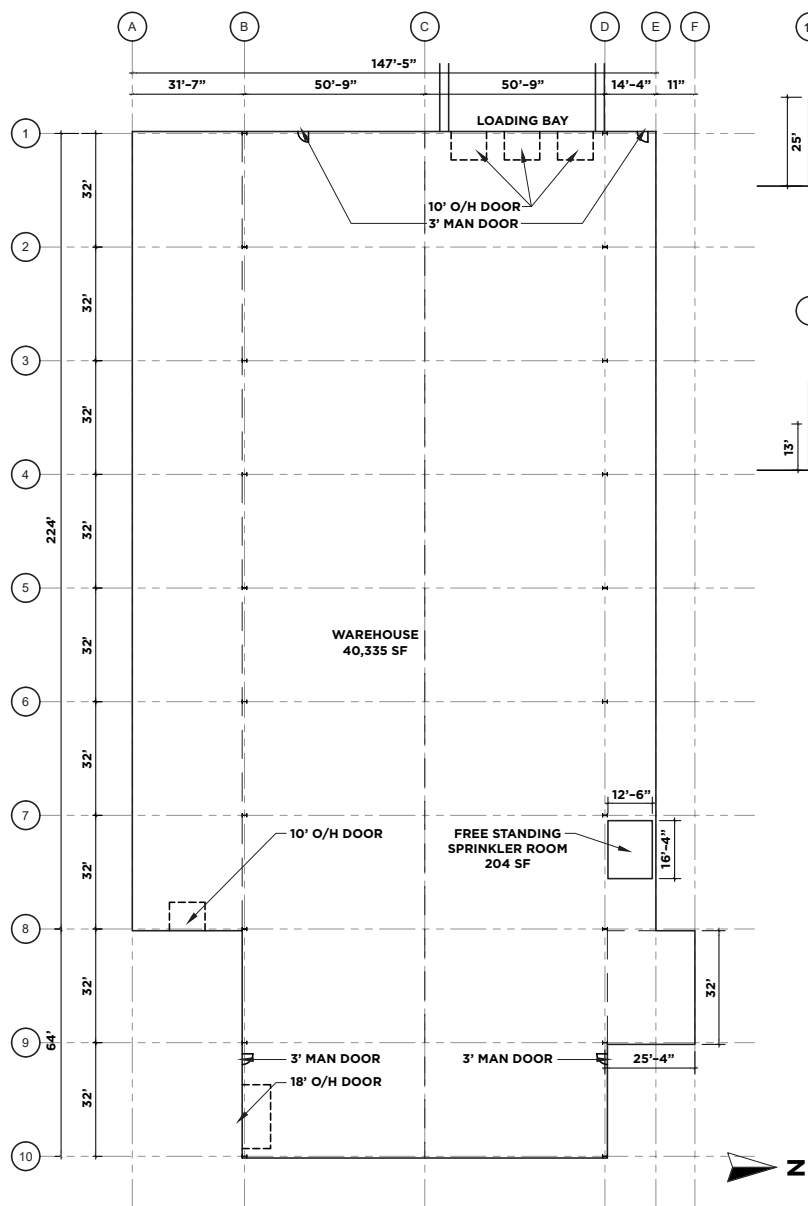 A B C D E F
147'-5"
31'-7" 50'-9" 50'-9" 14'-4" 11"
LOADING BAY
1
25'
32'
10' O/H DOOR
3' MAN DOOR
2
32'
3
32'
13'
4
224'
32'
5
WAREHOUSE
40,335 SF
32'
6
32'
12'-6"
7
10' O/H DOOR
FREE STANDING
SPRINKLER ROOM
204 SF
16'-4"
32'
8
32'
32'
9
64'
3' MAN DOOR
3' MAN DOOR
25'-4"
18' O/H DOOR
32'
10
N